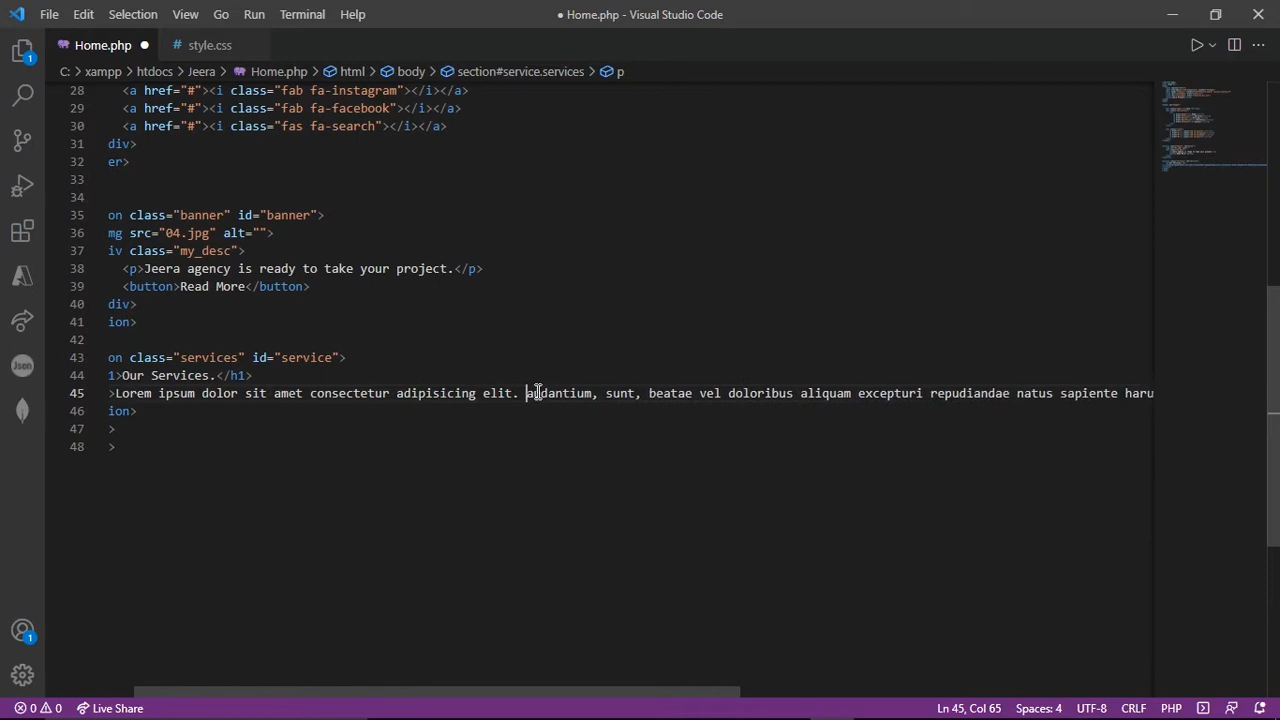 File Edit Selection View Go Run Terminal Help ● Home.php - Visual Studio Code
Home.php ● style.css
C: > xampp > htdocs > Jeera > Home.php > html > body > section#service.services > p
28 <a href="#"><i class="fab fa-instagram"></i></a>
29 <a href="#"><i class="fab fa-facebook"></i></a>
30 <a href="#"><i class="fas fa-search"></i></a>
31 div>
32 er>
33
34
35 on class="banner" id="banner">
36 mg src="04.jpg" alt="">
37 iv class="my_desc">
38 <p>Jeera agency is ready to take your project.</p>
39 <button>Read More</button>
40 div>
41 ion>
42
43 on class="services" id="service">
44 1>Our Services.</h1>
45 >Lorem ipsum dolor sit amet consectetur adipisicing elit. audantium, sunt, beatae vel doloribus aliquam excepturi repudiandae natus sapiente haru
46 ion>
47 >
48 >
1
Json
1
0 0 Live Share Ln 45, Col 65 Spaces: 4 UTF-8 CRLF PHP